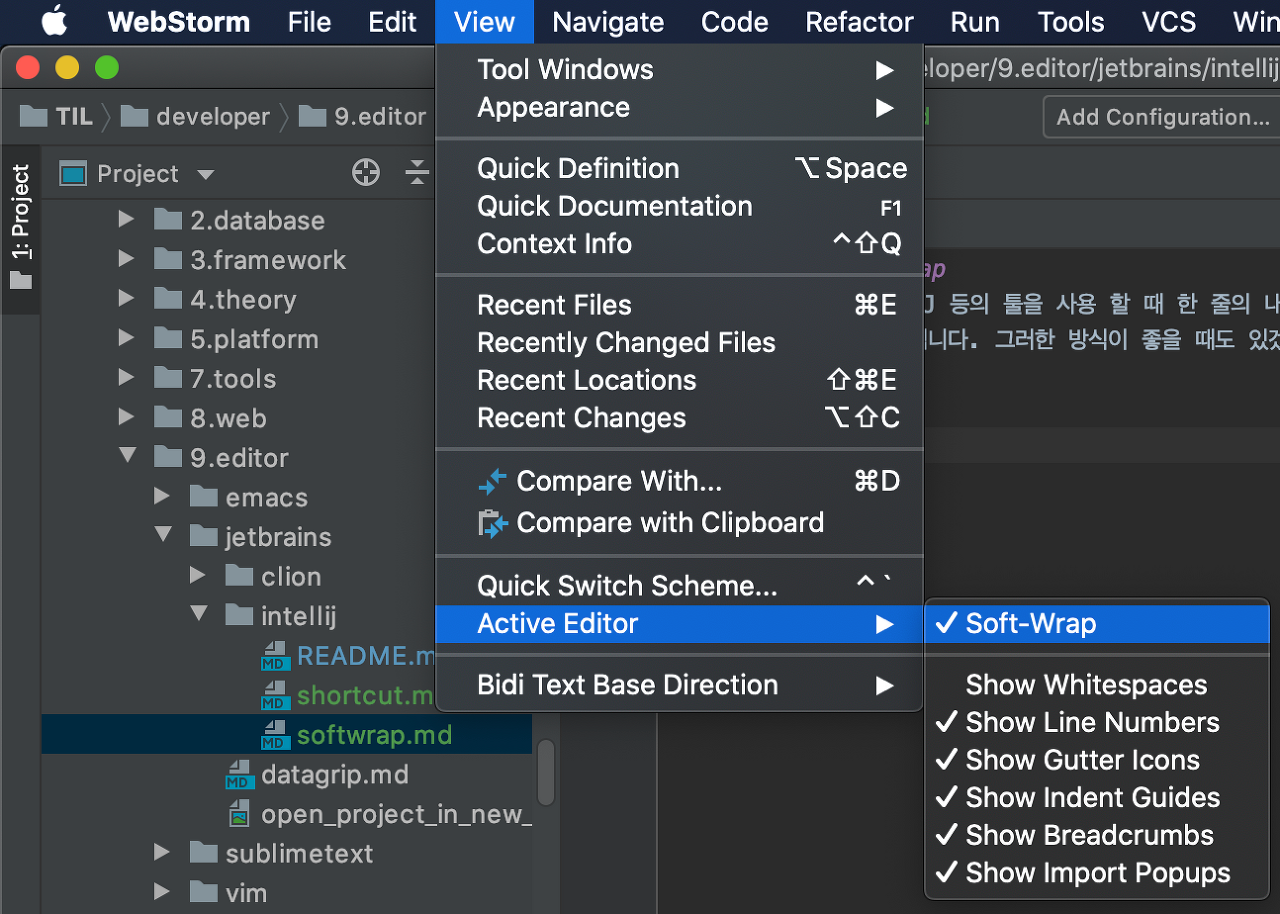 WebStorm File Edit View Navigate Code Refactor Run Tools VCS
eloper/9.editor/jetbrains/intellij
TIL developer 9.editor
Add Configuration...
1: Project
Project
2.database
3.framework
4.theory
5.platform
7.tools
8.web
9.editor
emacs
jetbrains
clion
intellij
README.m
shortcut.m
softwrap.md
datagrip.md
open_project_in_new_
sublimetext
vim
Tool Windows
Appearance
Quick Definition ⌥Space
Quick Documentation F1
Context Info ^⇧Q
Recent Files ⌘E
Recently Changed Files
Recent Locations ⇧⌘E
Recent Changes ⌥⇧C
Compare With... ⌘D
Compare with Clipboard
Quick Switch Scheme... ^`
Active Editor
Bidi Text Base Direction
ap
J 등의 툴을 사용 할 때 한 줄의 내
니다. 그러한 방식이 좋을 때도 있
✓ Soft-Wrap
Show Whitespaces
✓ Show Line Numbers
✓ Show Gutter Icons
✓ Show Indent Guides
✓ Show Breadcrumbs
✓ Show Import Popups